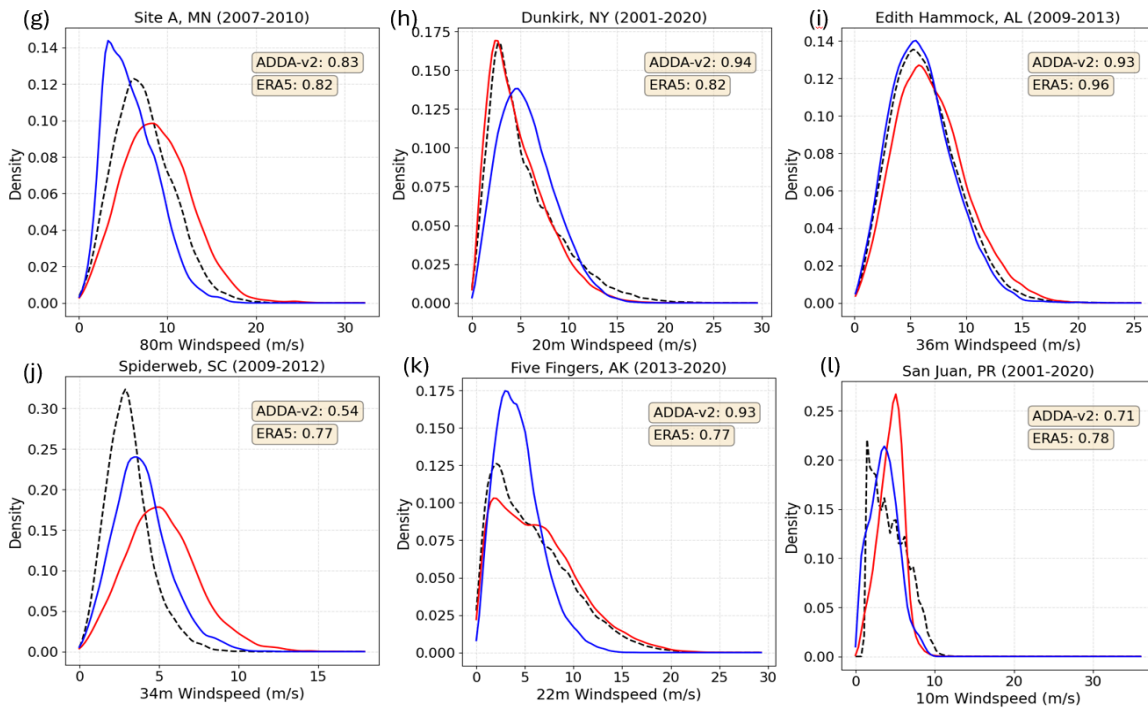 (g) Site A, MN (2007-2010)
ADDA-v2: 0.83
ERA5: 0.82
Density
0.14
0.12
0.10
0.08
0.06
0.04
0.02
0.00
0 10 20 30
80m Windspeed (m/s)
(h) Dunkirk, NY (2001-2020)
ADDA-v2: 0.94
ERA5: 0.82
Density
0.175
0.150
0.125
0.100
0.075
0.050
0.025
0.000
0 5 10 15 20 25 30
20m Windspeed (m/s)
(i) Edith Hammock, AL (2009-2013)
ADDA-v2: 0.93
ERA5: 0.96
Density
0.14
0.12
0.10
0.08
0.06
0.04
0.02
0.00
0 5 10 15 20 25
36m Windspeed (m/s)
(j) Spiderweb, SC (2009-2012)
ADDA-v2: 0.54
ERA5: 0.77
Density
0.30
0.25
0.20
0.15
0.10
0.05
0.00
0 5 10 15
34m Windspeed (m/s)
(k) Five Fingers, AK (2013-2020)
ADDA-v2: 0.93
ERA5: 0.77
Density
0.175
0.150
0.125
0.100
0.075
0.050
0.025
0.000
0 5 10 15 20 25 30
22m Windspeed (m/s)
(l) San Juan, PR (2001-2020)
ADDA-v2: 0.71
ERA5: 0.78
Density
0.25
0.20
0.15
0.10
0.05
0.00
0 10 20 30
10m Windspeed (m/s)